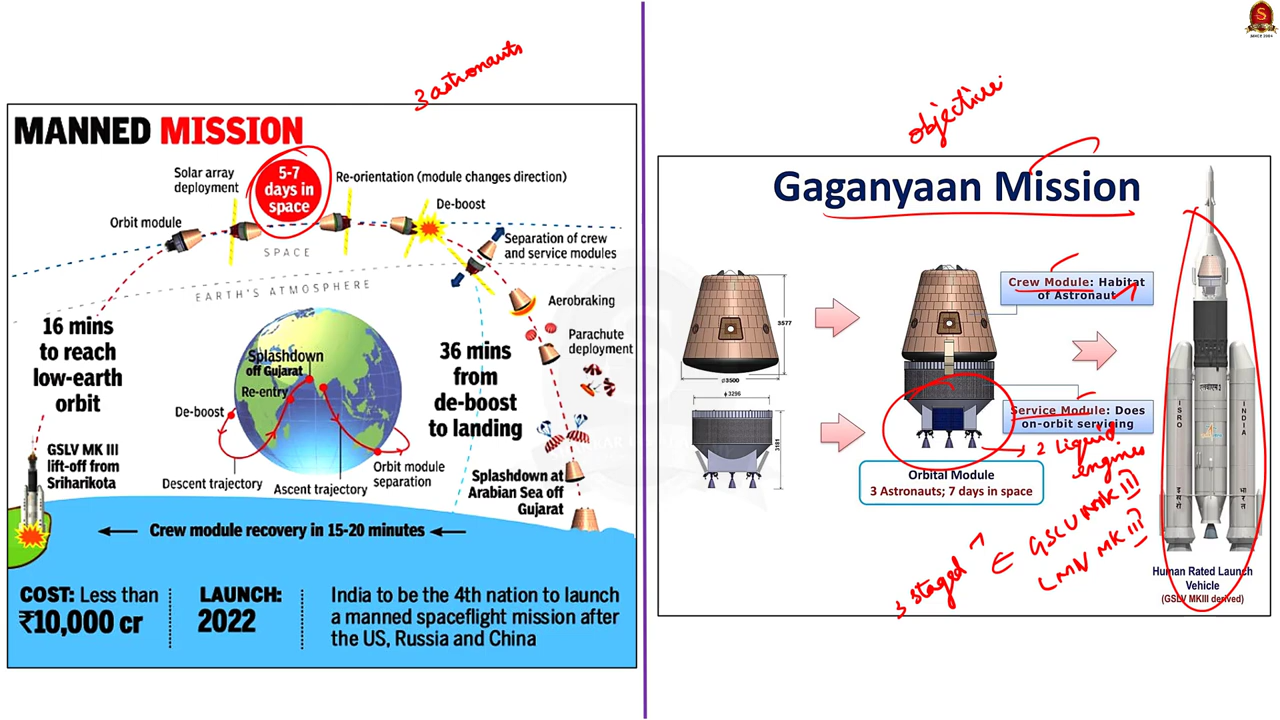 S
SINCE 2004
3 astronauts
MANNED MISSION
Solar array
deployment
5-7
days in
space
Re-orientation (module changes direction)
De-boost
Orbit module
Separation of crew
and service modules
SPACE
EARTH'S ATMOSPHERE
Aerobraking
Parachute
deployment
16 mins
to reach
low-earth
orbit
Splashdown
off Gujarat
Re-entry
De-boost
36 mins
from
de-boost
to landing
GSLV MK III
lift-off from
Sriharikota
Descent trajectory
Ascent trajectory
Orbit module
separation
Splashdown at
Arabian Sea off
Gujarat
Crew module recovery in 15-20 minutes
COST: Less than
₹10,000 cr
LAUNCH:
2022
India to be the 4th nation to launch
a manned spaceflight mission after
the US, Russia and China
objective
Gaganyaan Mission
Crew Module: Habitat
of Astronaut
3577
ϕ3500
ϕ3296
3181
Service Module: Does
on-orbit servicing
2 Liquid
engines
Orbital Module
3 Astronauts; 7 days in space
3 staged
GSLV MK III
LMV MK III
ISRO
INDIA
इसरो
भारत
Human Rated Launch
Vehicle
(GSLV MKIII derived)